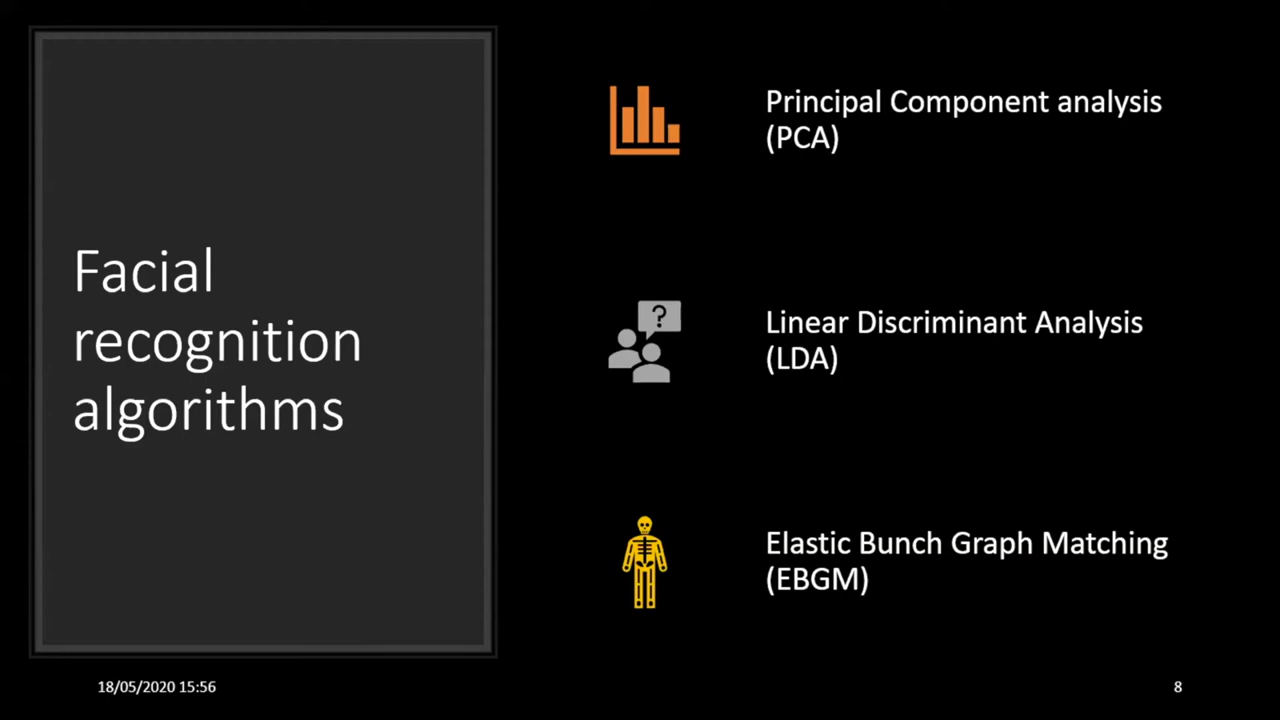 Facial
recognition
algorithms
Principal Component analysis
(PCA)
?
Linear Discriminant Analysis
(LDA)
Elastic Bunch Graph Matching
(EBGM)
18/05/2020 15:56
8